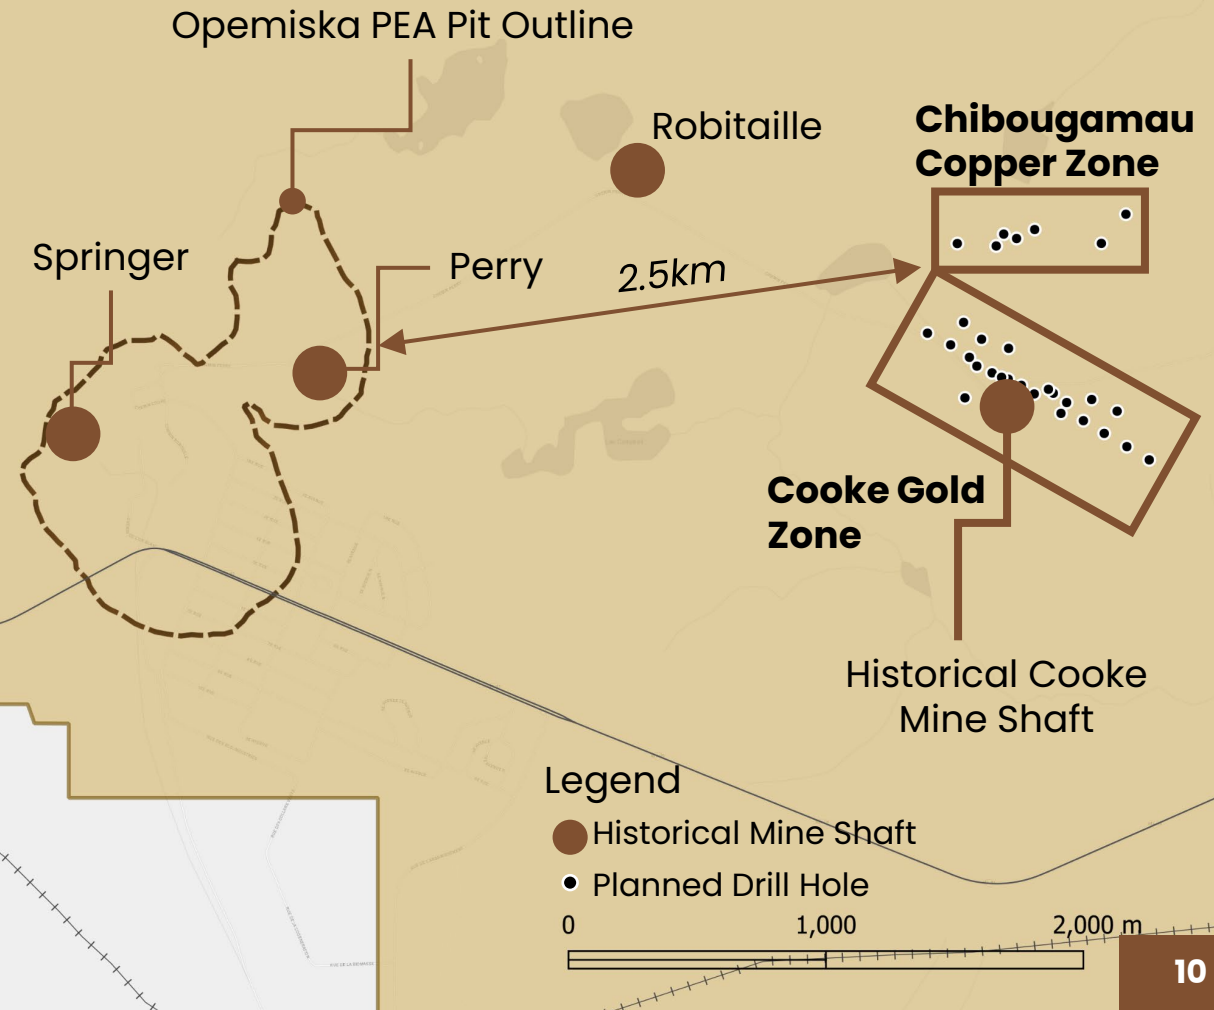 Opemiska PEA Pit Outline
Robitaille
Chibougamau
Copper Zone
Springer
Perry
2.5km
Cooke Gold
Zone
Historical Cooke
Mine Shaft
Legend
Historical Mine Shaft
Planned Drill Hole
0 1,000 2,000 m
10